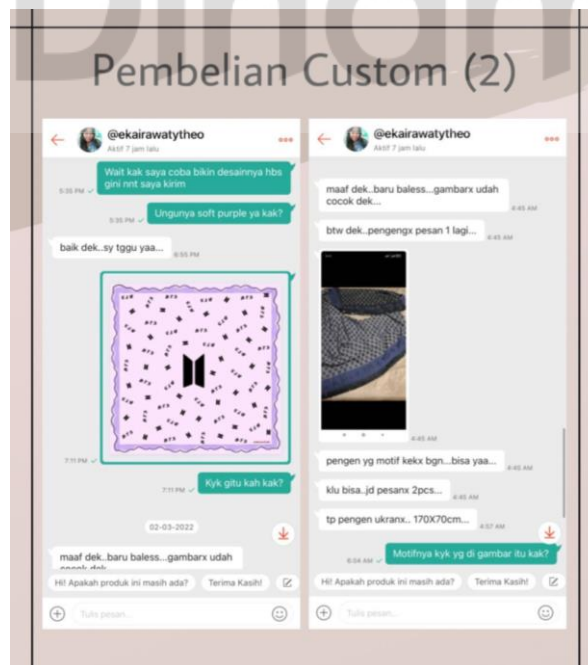 Dinam
Pembelian Custom (2)
@ekairawatytheo
Aktif 7 jam lalu
Wait kak saya coba bikin desainnya hbs
gini nnt saya kirim
5:35 PM
Ungunya soft purple ya kak?
5:35 PM
baik dek..sy tggu yaa...
6:55 PM
BTS
7:11 PM
Kyk gitu kah kak?
7:11 PM
02-03-2022
maaf dek..baru baless...gambarx udah
cocok dek...
Hi! Apakah produk ini masih ada?
Terima Kasih!
Tulis pesan...
@ekairawatytheo
Aktif 7 jam lalu
maaf dek..baru baless...gambarx udah
cocok dek...
4:45 AM
btw dek..pengengx pesan 1 lagi...
4:45 AM
4:45 AM
pengen yg motif kekx bgn...bisa yaa...
4:45 AM
klu bisa..jd pesanx 2pcs...
4:45 AM
tp pengen ukranx.. 170X70cm...
4:57 AM
Motifnya kyk yg di gambar itu kak?
6:04 AM
Hi! Apakah produk ini masih ada?
Terima Kasih!
Tulis pesan...